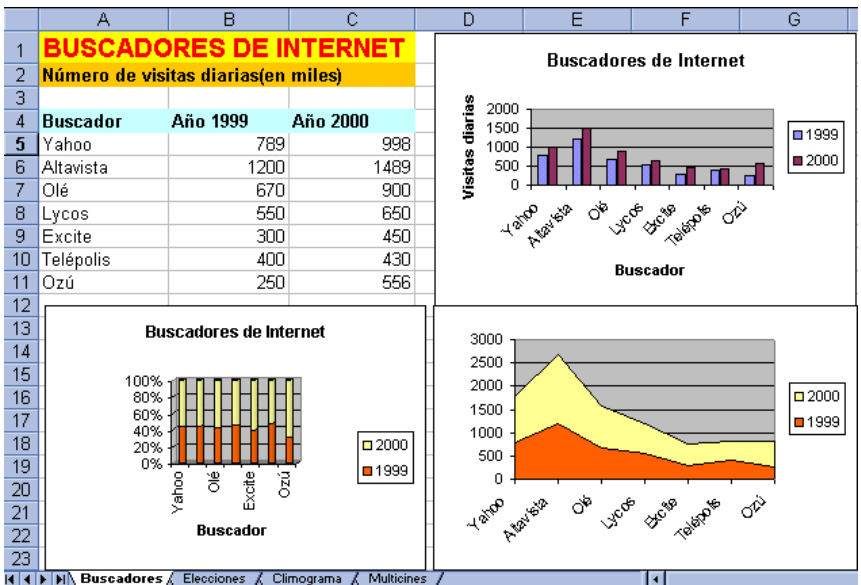 A B C D E F G
1 BUSCADORES DE INTERNET
2 Número de visitas diarias(en miles)
3
4 Buscador Año 1999 Año 2000
5 Yahoo 789 998
6 Altavista 1200 1489
7 Olé 670 900
8 Lycos 550 650
9 Excite 300 450
10 Telépolis 400 430
11 Ozú 250 556
12
13
14
15
16
17
18
19
20
21
22
23
Buscadores de Internet
Visitas diarias
2000
1500
1000
500
0
Yahoo Altavista Olé Lycos Excite Telépolis Ozú
Buscador
1999
2000
Buscadores de Internet
100%
80%
60%
40%
20%
0%
Yahoo Olé Excite Ozú
Buscador
2000
1999
3000
2500
2000
1500
1000
500
0
Yahoo Altavista Olé Lycos Excite Telépolis Ozú
2000
1999
Buscadores Elecciones Climograma Multicines